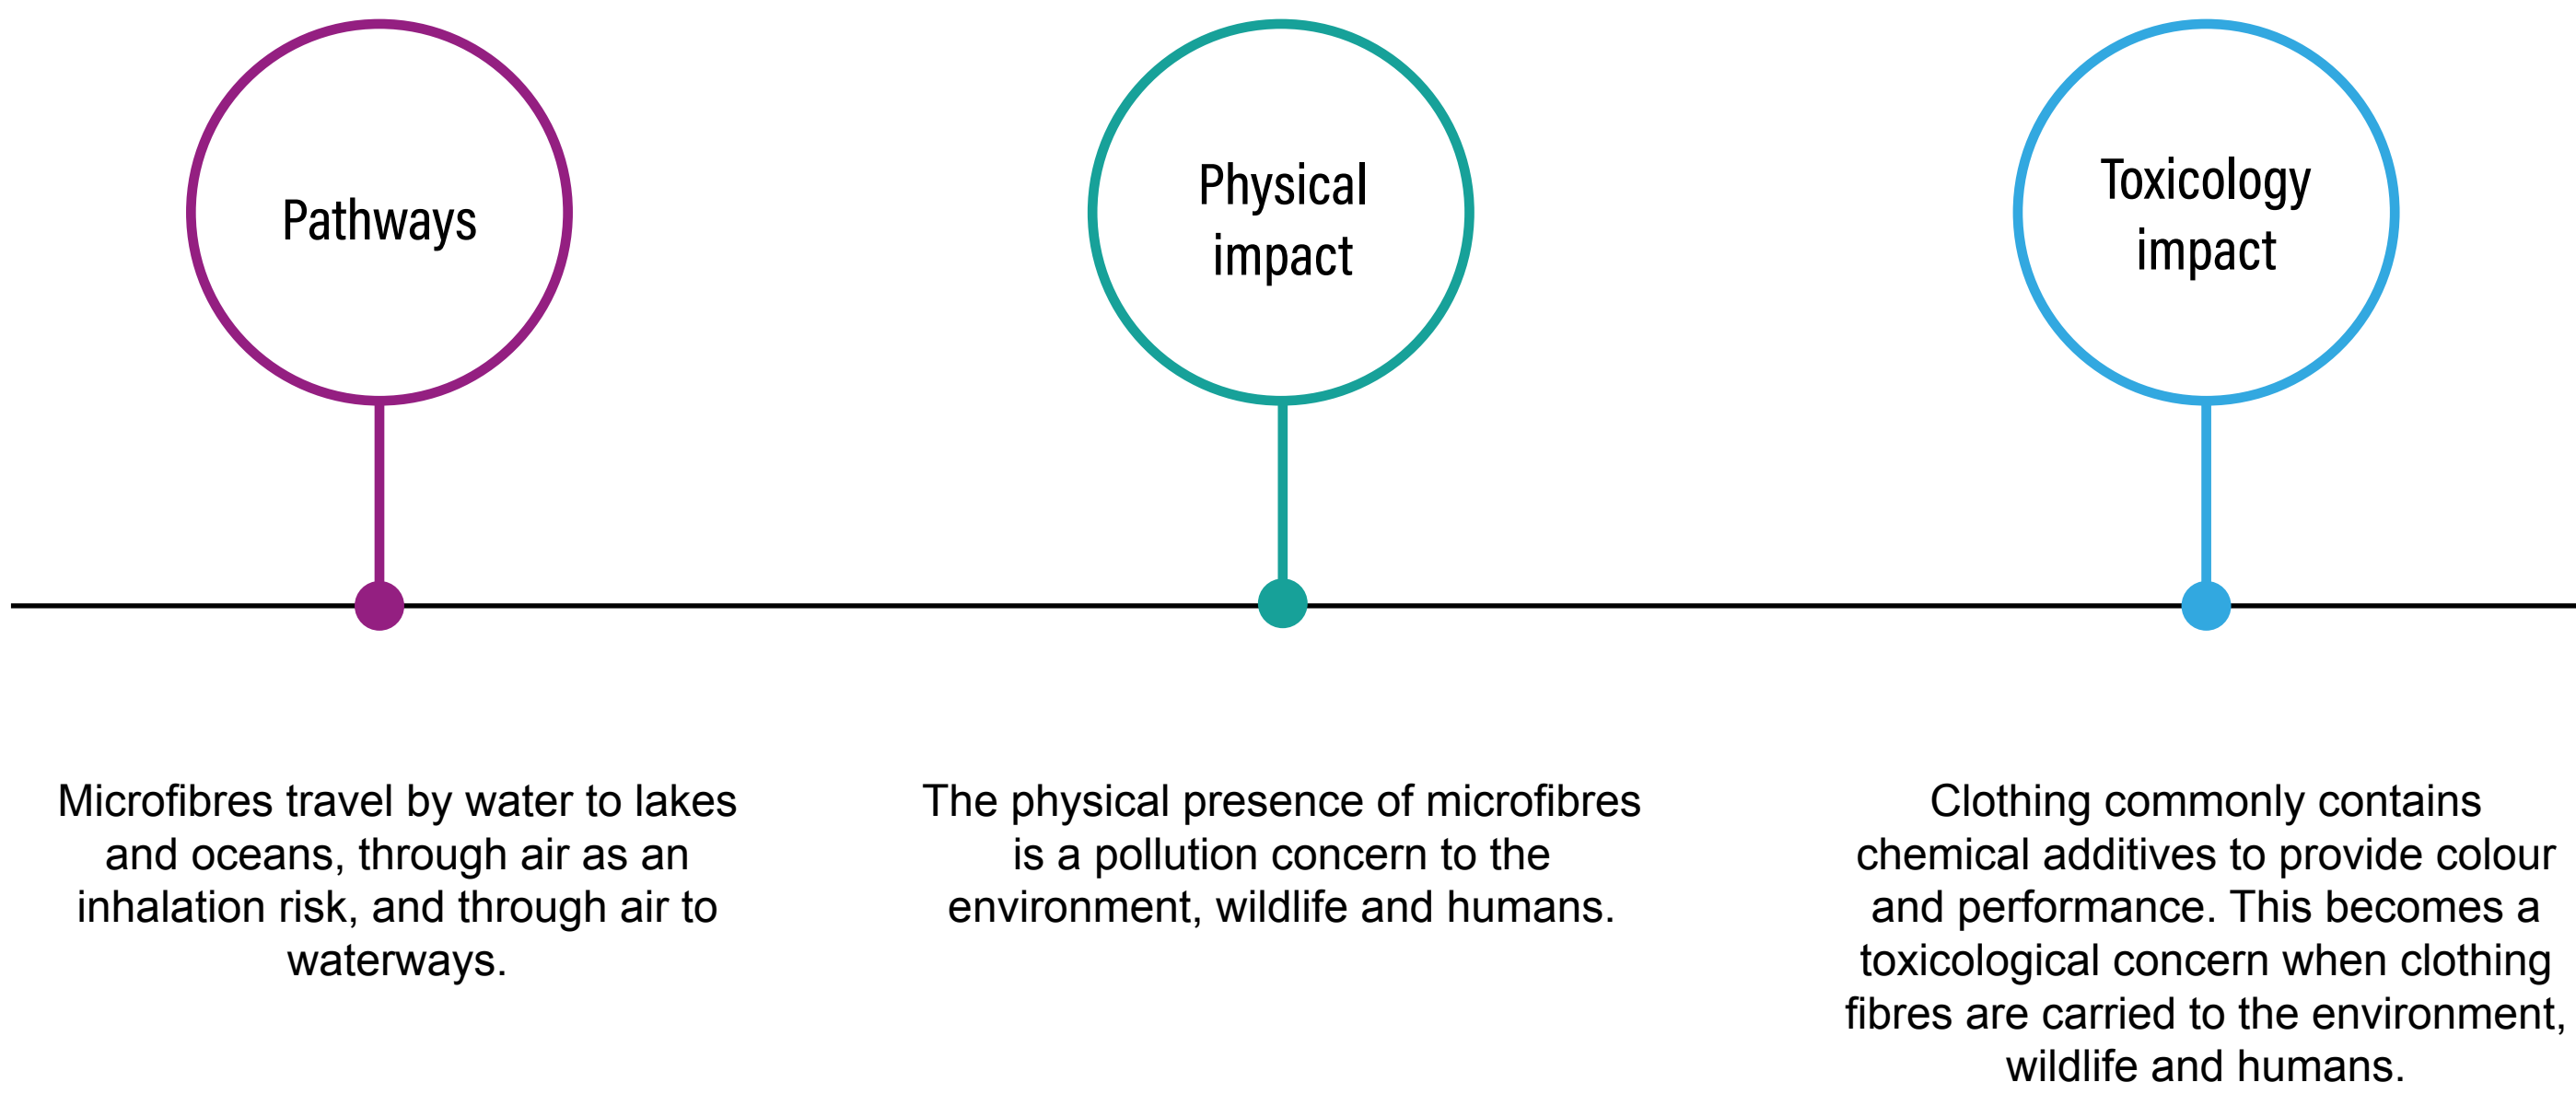 Pathways
Physical
impact
Toxicology
impact
Microfibres travel by water to lakes
and oceans, through air as an
inhalation risk, and through air to
waterways.
The physical presence of microfibres
is a pollution concern to the
environment, wildlife and humans.
Clothing commonly contains
chemical additives to provide colour
and performance. This becomes a
toxicological concern when clothing
fibres are carried to the environment,
wildlife and humans.